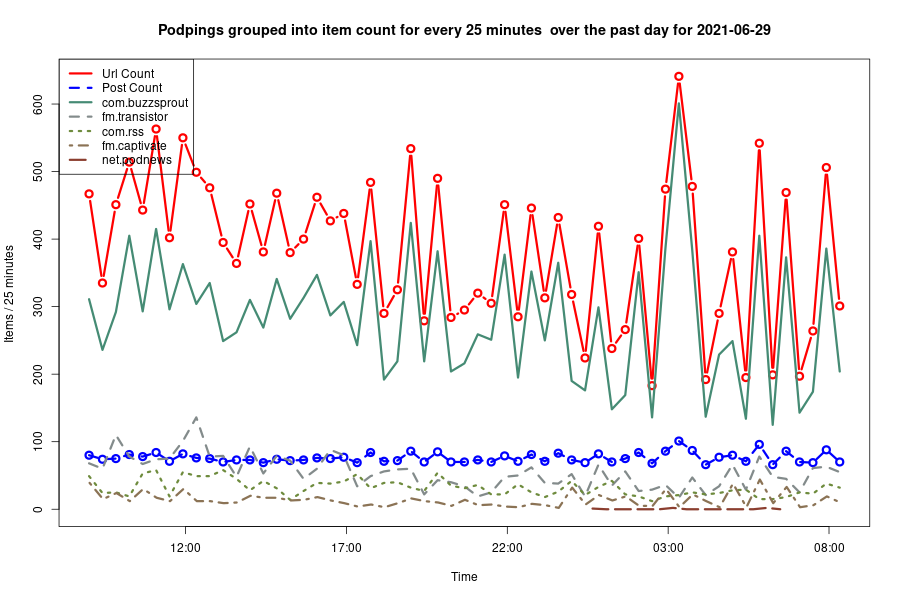 Podpings grouped into item count for every 25 minutes  over the past day for 2021-06-29
Url Count
Post Count
com.buzzsprout
fm.transistor
com.rss
fm.captivate
net.podnews
Items / 25 minutes
600
500
400
300
200
100
0
12:00 17:00 22:00 03:00 08:00
Time